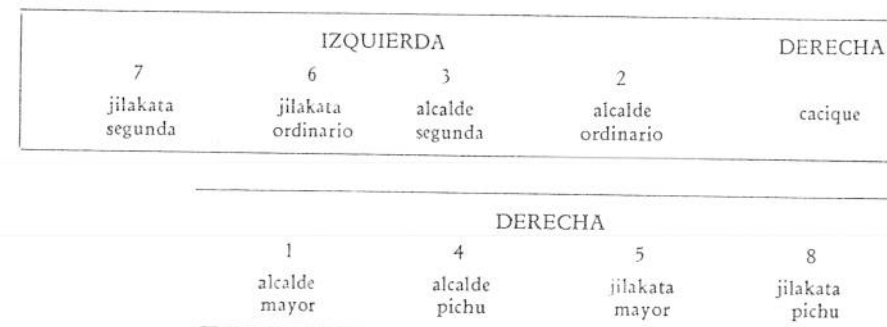 IZQUIERDA DERECHA
7 6 3 2
jilakata jilakata alcalde alcalde cacique
segunda ordinario segunda ordinario
DERECHA
1 4 5 8
alcalde alcalde jilakata jilakata
mayor pichu mayor pichu